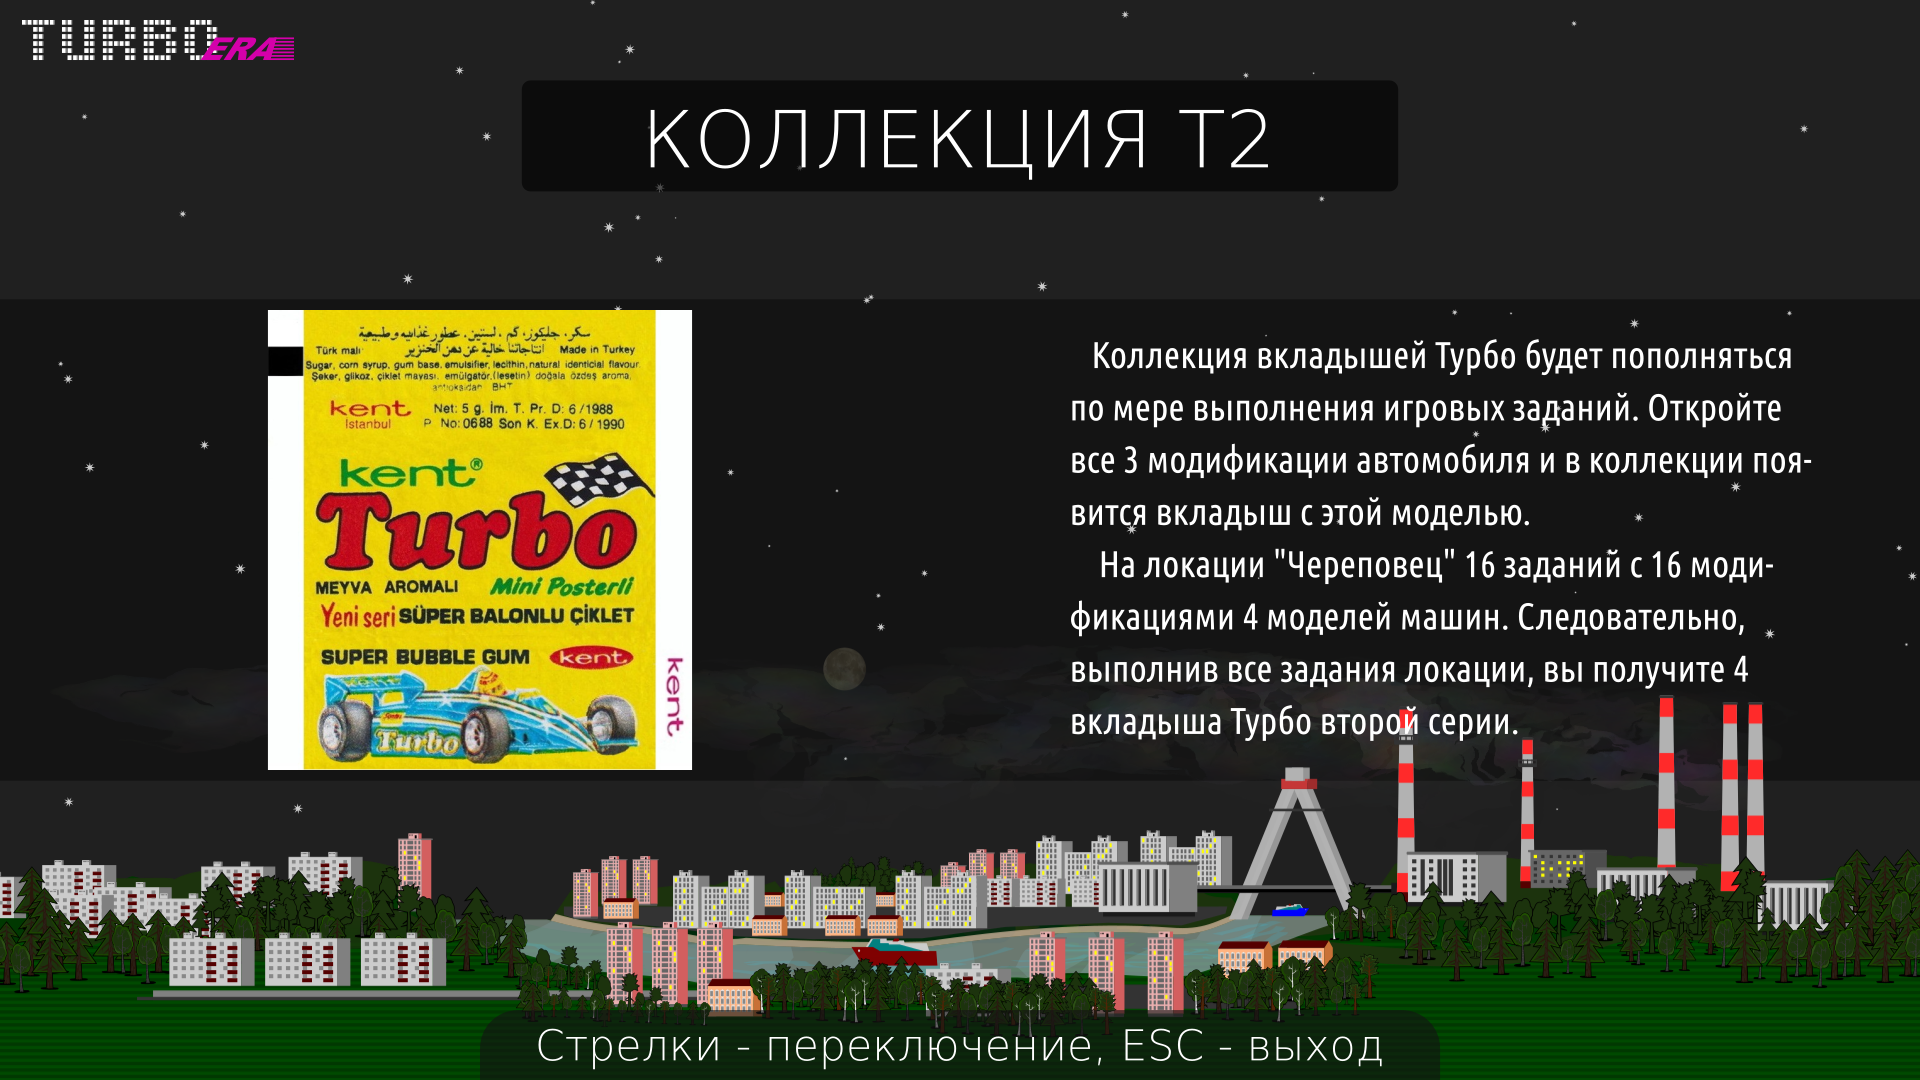 TURBO ERA
КОЛЛЕКЦИЯ Т2
سكر، جليكوز، كم ، لستين. عطور غذائيه و طبيعية
Türk malı انتاجاتنا خالية عن دهن الخنزير Made in Turkey
Sugar, corn syrup, gum base, emulsifier, lecithin, natural identicial flavour.
Şeker, glikoz, çiklet mayası, emülgatör,(lesetin) doğala özdeş aroma,
antioksidan BHT
kent Net: 5 g. İm. T. Pr. D: 6/1988
İstanbul P. No: 0688 Son K. Ex.D: 6/1990
kent®
Turbo
MEYVA AROMALI Mini Posterli
Yeni seri SÜPER BALONLU ÇİKLET
SUPER BUBBLE GUM kent
kent
Turbo
Коллекция вкладышей Турбо будет пополняться
по мере выполнения игровых заданий. Откройте
все 3 модификации автомобиля и в коллекции поя-
вится вкладыш с этой моделью.
На локации "Череповец" 16 заданий с 16 моди-
фикациями 4 моделей машин. Следовательно,
выполнив все задания локации, вы получите 4
вкладыша Турбо второй серии.
Стрелки - переключение, ESC - выход